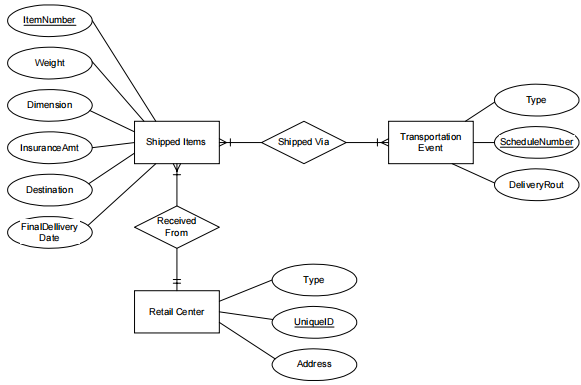 ItemNumber
Weight
Dimension
InsuranceAmt
Destination
FinalDellivery
Date
Shipped Items
Shipped Via
Transportation
Event
Type
ScheduleNumber
DeliveryRout
Received
From
Retail Center
Type
UniqueID
Address